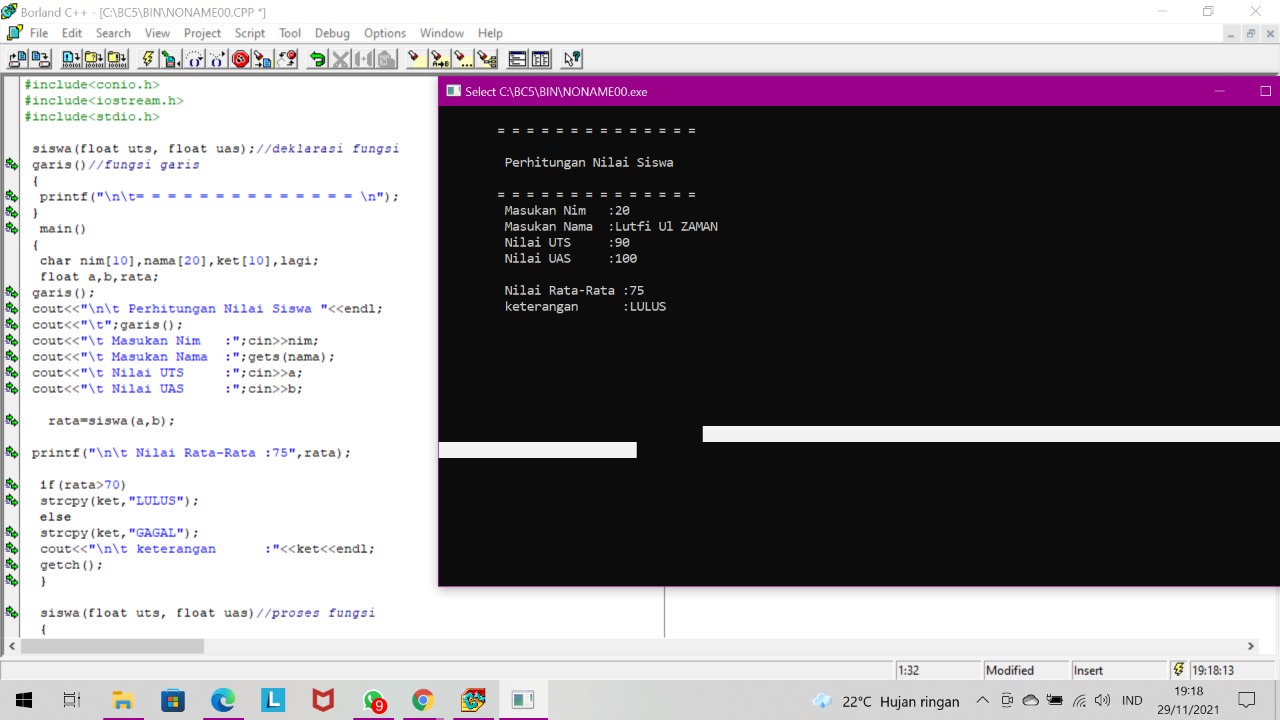 Borland C++ - [C:\BC5\BIN\NONAME00.CPP *]
File Edit Search View Project Script Tool Debug Options Window Help
#include<conio.h>
#include<iostream.h>
#include<stdio.h>
siswa(float uts, float uas);//deklarasi fungsi
garis()//fungsi garis
{
printf("\n\t= = = = = = = = = = = = = = \n");
}
main()
{
char nim[10],nama[20],ket[10],lagi;
float a,b,rata;
garis();
cout<<"\n\t Perhitungan Nilai Siswa "<<endl;
cout<<"\t";garis();
cout<<"\t Masukan Nim   :";cin>>nim;
cout<<"\t Masukan Nama  :";gets(nama);
cout<<"\t Nilai UTS     :";cin>>a;
cout<<"\t Nilai UAS     :";cin>>b;
rata=siswa(a,b);
printf("\n\t Nilai Rata-Rata :75",rata);
if(rata>70)
strcpy(ket,"LULUS");
else
strcpy(ket,"GAGAL");
cout<<"\n\t keterangan      :"<<ket<<endl;
getch();
}
siswa(float uts, float uas)//proses fungsi
{
Select C:\BC5\BIN\NONAME00.exe
= = = = = = = = = = = = = =
Perhitungan Nilai Siswa
= = = = = = = = = = = = = =
Masukan Nim   :20
Masukan Nama  :Lutfi Ul ZAMAN
Nilai UTS     :90
Nilai UAS     :100
Nilai Rata-Rata :75
keterangan      :LULUS
1:32 Modified Insert 19:18:13
L 9 22°C Hujan ringan IND 19:18
29/11/2021